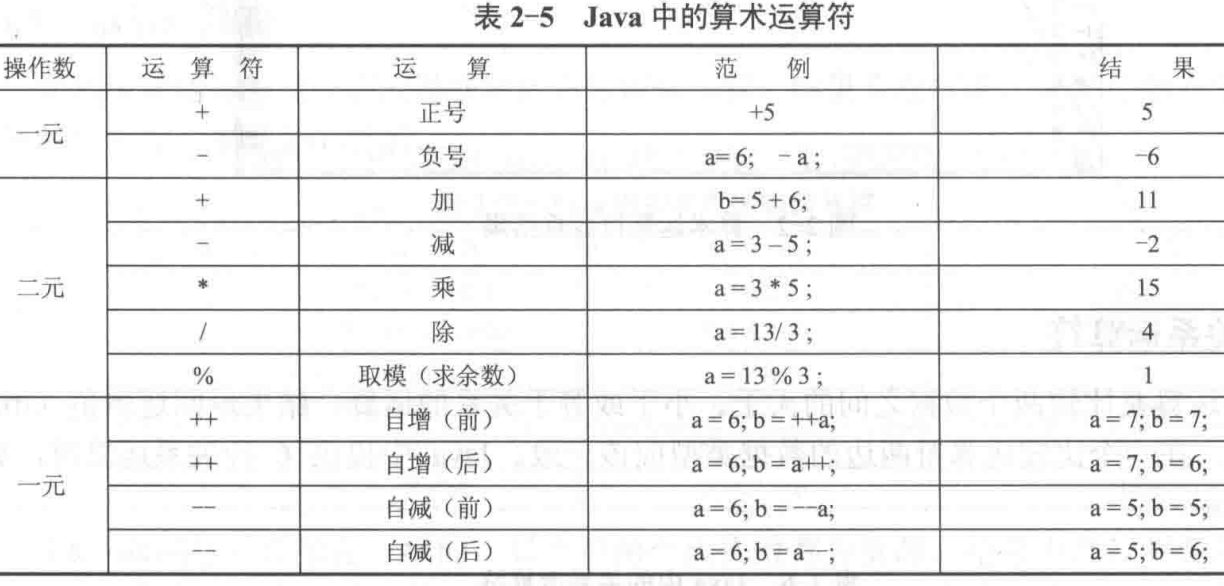 表 2-5 Java 中的算术运算符
操作数 运 算 符 运 算 范 例 结 果
一元 + 正号 +5 5
− 负号 a= 6; −a; −6
二元 + 加 b= 5 + 6; 11
− 减 a = 3 – 5 ; −2
* 乘 a = 3 * 5 ; 15
/ 除 a = 13/ 3 ; 4
% 取模（求余数） a = 13 % 3 ; 1
一元 ++ 自增（前） a = 6; b = ++a; a = 7; b = 7;
++ 自增（后） a = 6; b = a++; a = 7; b = 6;
−− 自减（前） a = 6; b = −−a; a = 5; b = 5;
自减（后） a = 6; b = a− ; a = 5; b = 6;